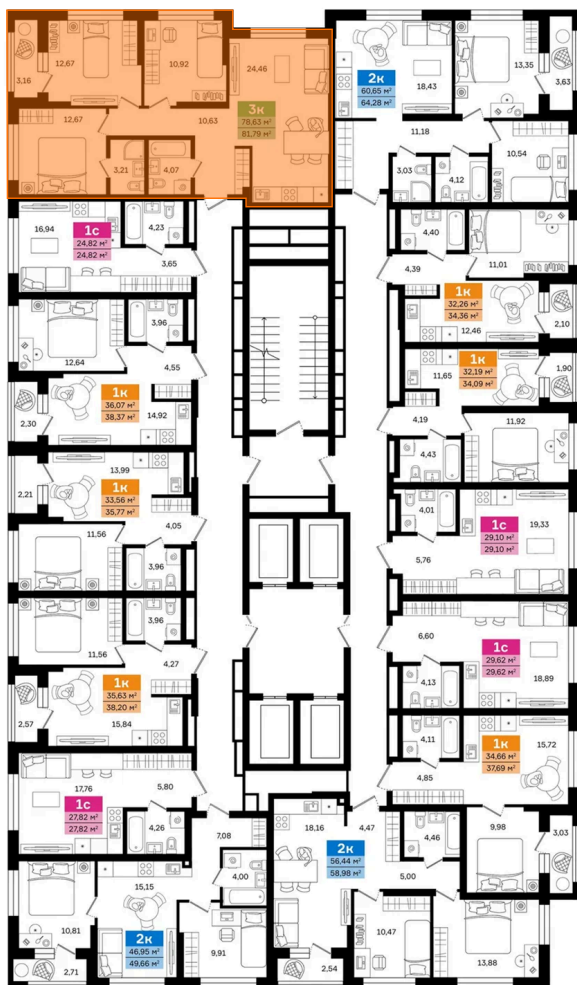 3,16
12,67
10,92
24,46
3к
78,63 м²
81,79 м²
12,67
10,63
3,21
4,07
2к
60,65 м²
64,28 м²
18,43
13,35
3,63
11,18
3,03
4,12
10,54
16,94
1с
24,82 м²
24,82 м²
4,23
3,65
4,40
11,01
4,39
1к
32,26 м²
34,36 м²
12,46
2,10
12,64
3,96
4,55
1к
36,07 м²
38,37 м²
14,92
2,30
11,65
1к
32,19 м²
34,09 м²
1,90
4,19
11,92
4,43
2,21
13,99
1к
33,56 м²
35,77 м²
4,05
11,56
3,96
4,01
1с
29,10 м²
29,10 м²
19,33
5,76
11,56
3,96
4,27
1к
35,63 м²
38,20 м²
15,84
2,57
6,60
1с
29,62 м²
29,62 м²
18,89
4,13
4,11
1к
34,66 м²
37,69 м²
15,72
4,85
17,76
1с
27,82 м²
27,82 м²
5,80
4,26
7,08
18,16
4,47
2к
56,44 м²
58,98 м²
4,46
5,00
9,98
3,03
15,15
4,00
10,81
2к
46,95 м²
49,66 м²
2,71
9,91
2,54
10,47
13,88